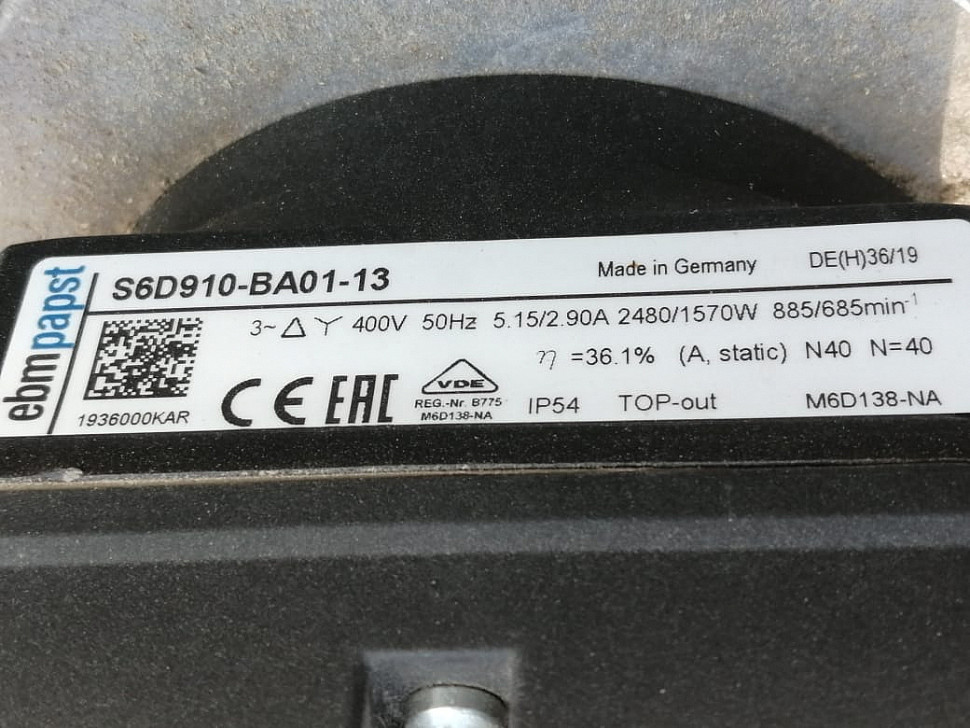 ebmpapst
S6D910-BA01-13
Made in Germany
DE(H)36/19
3~ △ Y 400V 50Hz 5.15/2.90A 2480/1570W 885/685min⁻¹
η =36.1% (A, static) N40 N=40
1936000KAR
CE EAC
VDE
REG.-Nr. B775
M6D138-NA
IP54 TOP-out M6D138-NA